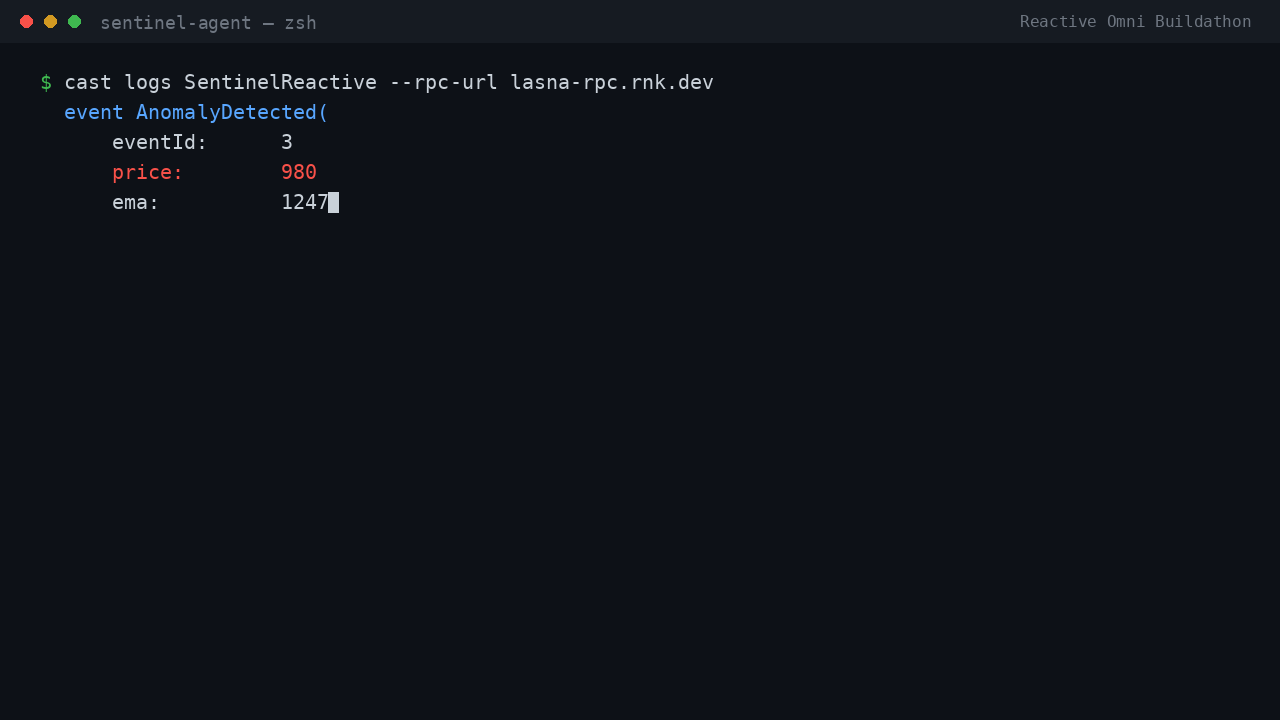 sentinel-agent — zsh
Reactive Omni Buildathon
$ cast logs SentinelReactive --rpc-url lasna-rpc.rnk.dev
event AnomalyDetected(
eventId: 3
price: 980
ema: 1247